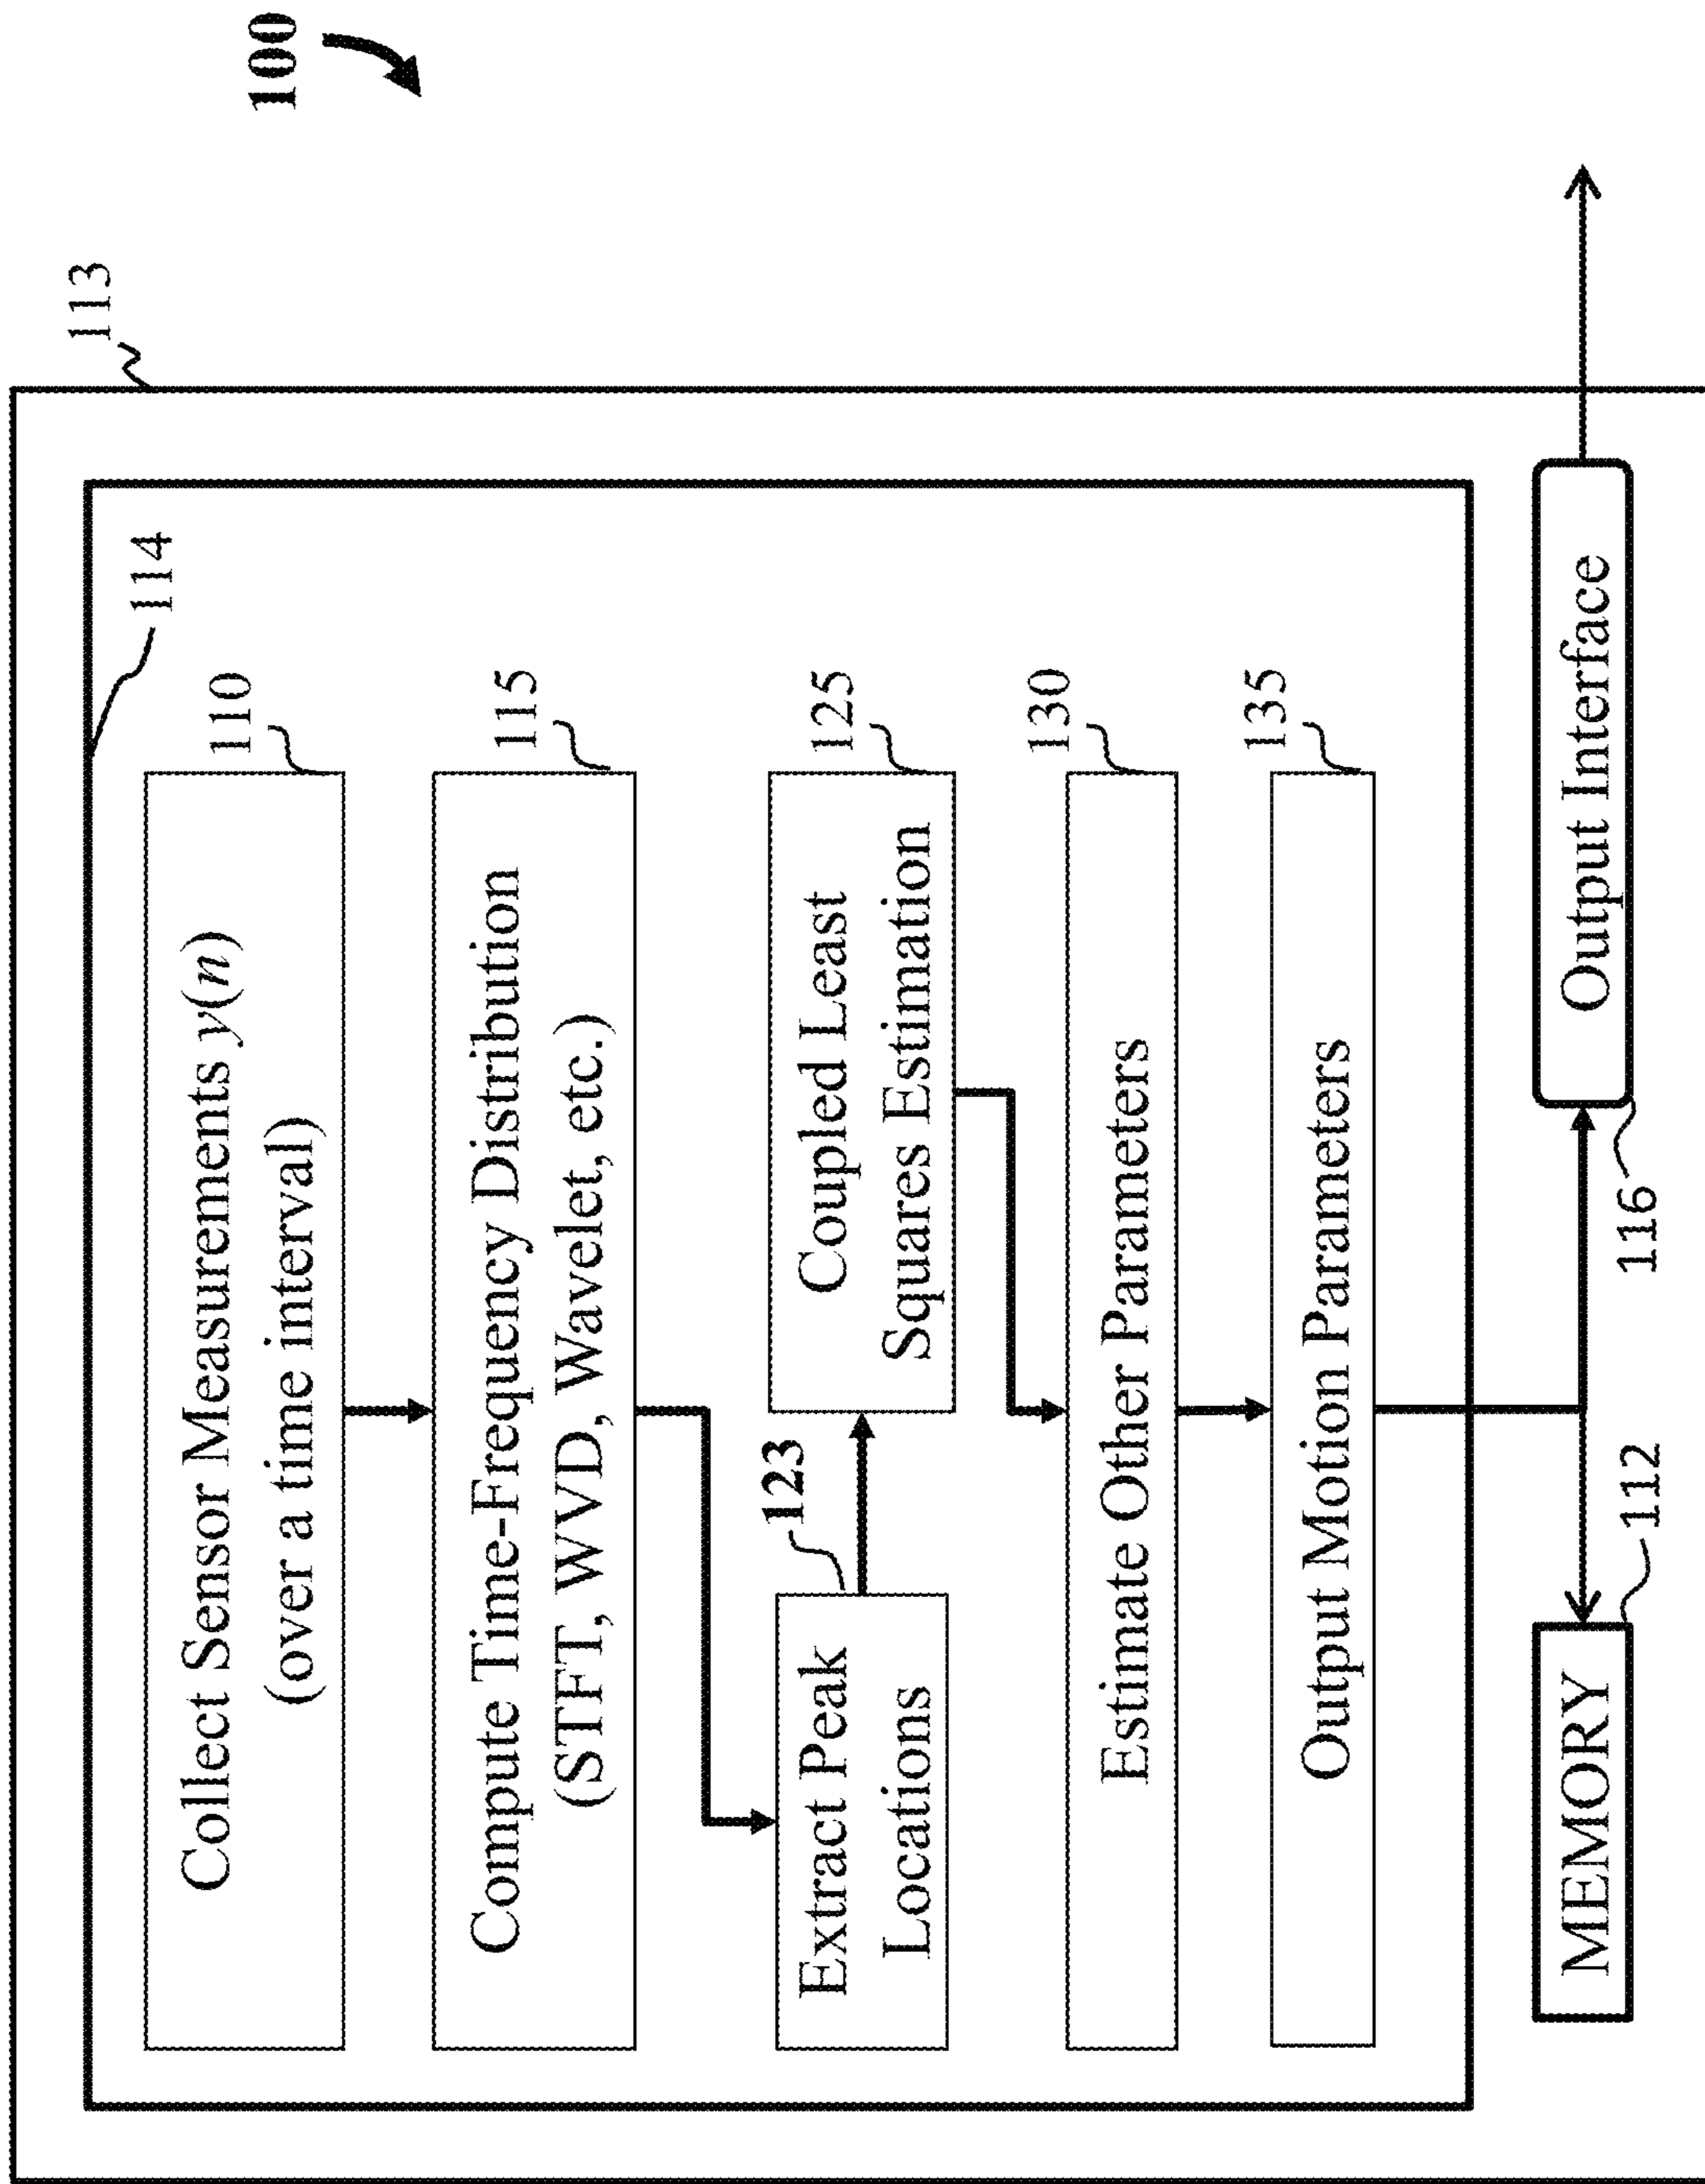 100
113
114
110
Collect Sensor Measurements y(n)
(over a time interval)
115
Compute Time-Frequency Distribution
(STFT, WVD, Wavelet, etc.)
123
Extract Peak
Locations
125
Coupled Least
Squares Estimation
130
Estimate Other Parameters
135
Output Motion Parameters
MEMORY
112
Output Interface
116